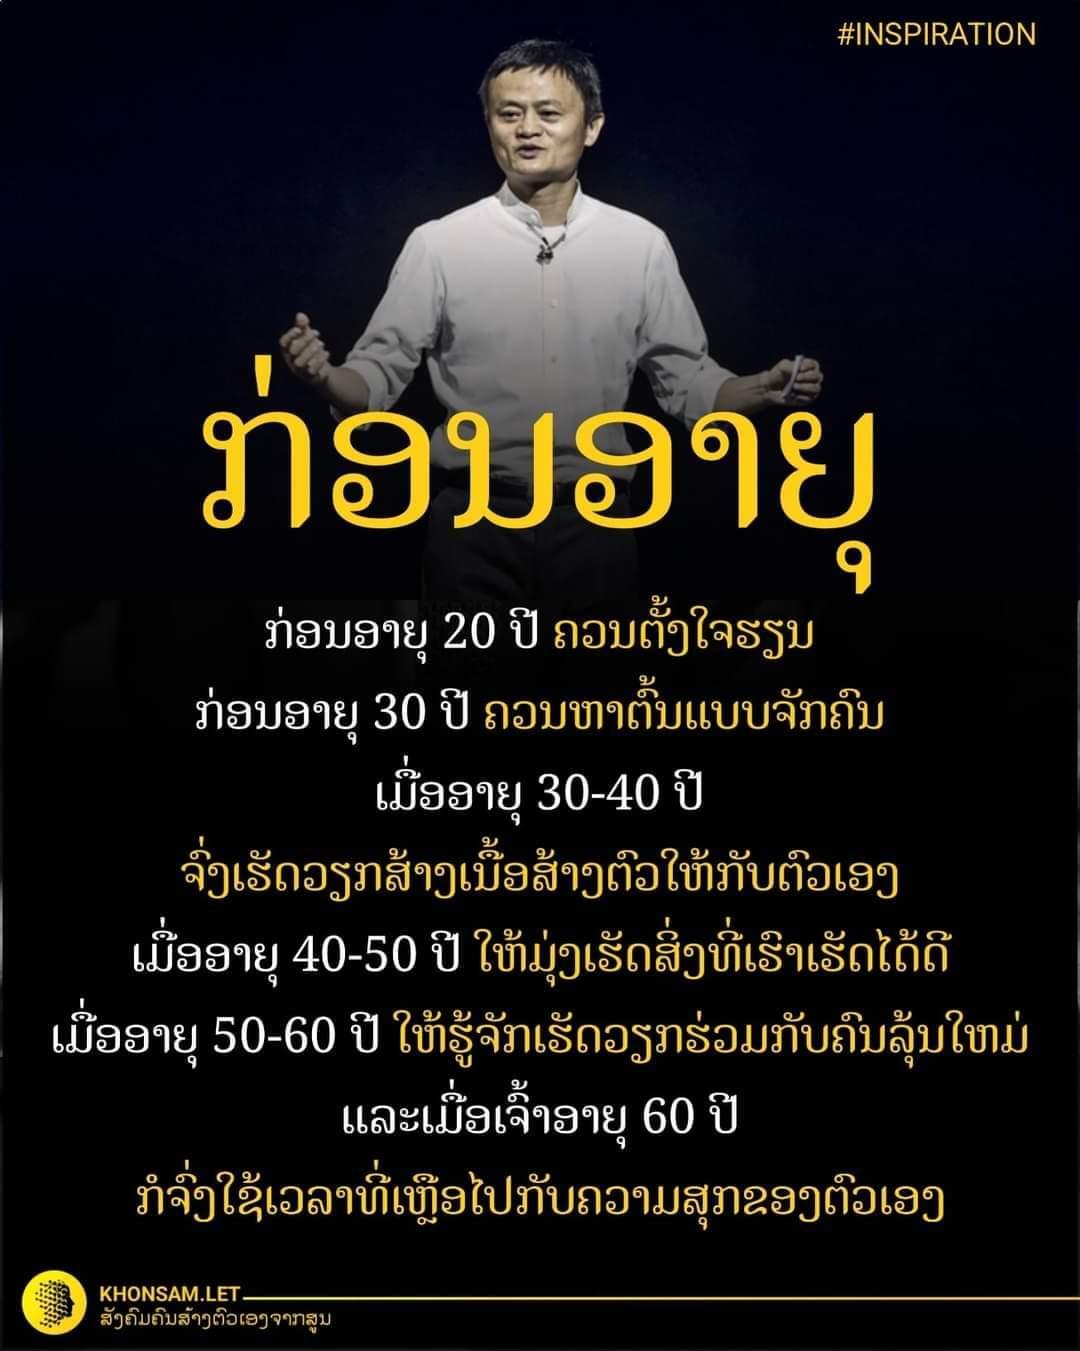 #INSPIRATION
ກ່ອນອາຍຸ
ກ່ອນອາຍຸ 20 ປີ ຄວນຕັ້ງໃຈຮຽນ
ກ່ອນອາຍຸ 30 ປີ ຄວນຫາຕົ້ນແບບຈັກຄົນ
ເມື່ອອາຍຸ 30-40 ປີ
ຈົ່ງເຮັດວຽກສ້າງເນື້ອສ້າງຕົວໃຫ້ກັບຕົວເອງ
ເມື່ອອາຍຸ 40-50 ປີ ໃຫ້ມຸ່ງເຮັດສິ່ງທີ່ເຮົາເຮັດໄດ້ດີ
ເມື່ອອາຍຸ 50-60 ປີ ໃຫ້ຮູ້ຈັກເຮັດວຽກຮ່ວມກັບຄົນລຸ້ນໃຫມ່
ແລະເມື່ອເຈົ້າອາຍຸ 60 ປີ
ກໍຈົ່ງໃຊ້ເວລາທີ່ເຫຼືອໄປກັບຄວາມສຸກຂອງຕົວເອງ
KHONSAM.LET
ສັງຄົມຄົນສ້າງຕົວເອງຈາກສູນ